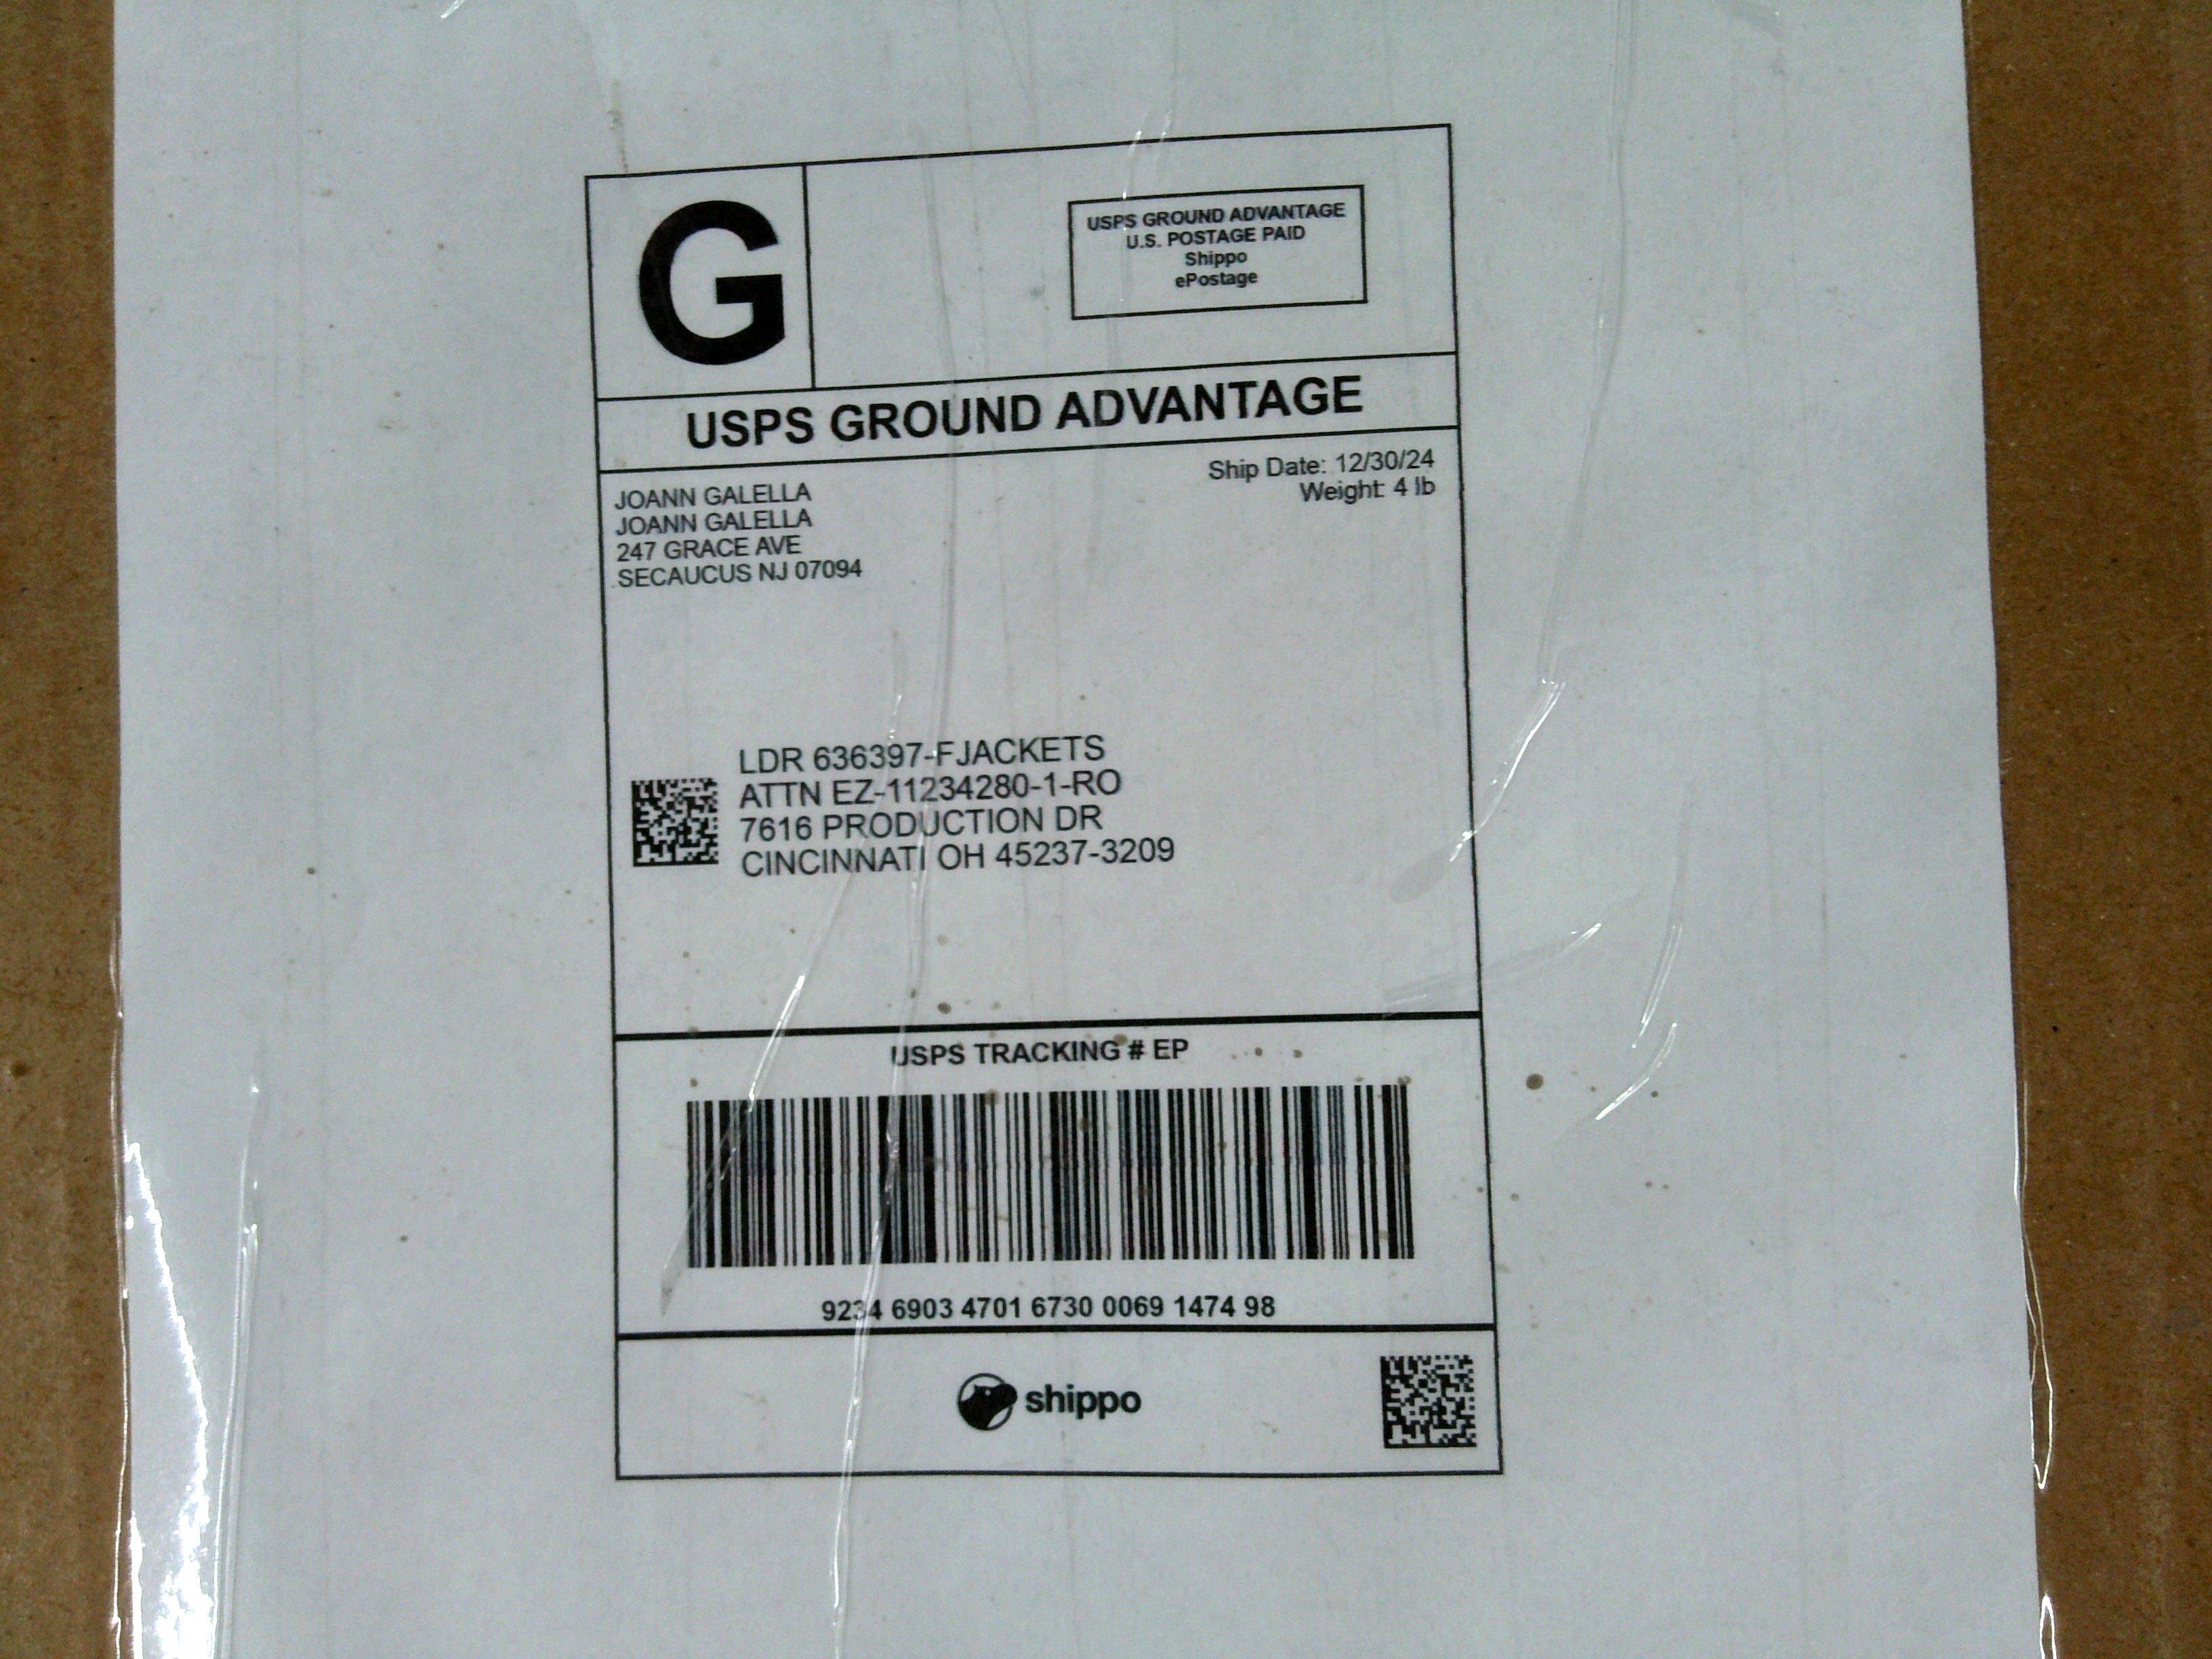 G
USPS GROUND ADVANTAGE
U.S. POSTAGE PAID
Shippo
ePostage
USPS GROUND ADVANTAGE
Ship Date: 12/30/24
Weight: 4 lb
JOANN GALELLA
JOANN GALELLA
247 GRACE AVE
SECAUCUS NJ 07094
LDR 636397-FJACKETS
ATTN EZ-11234280-1-RO
7616 PRODUCTION DR
CINCINNATI OH 45237-3209
USPS TRACKING # EP
9234 6903 4701 6730 0069 1474 98
shippo